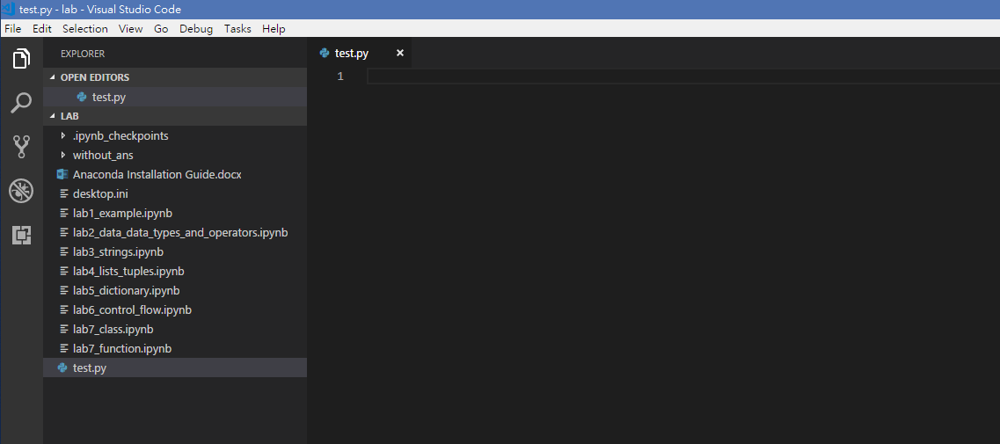 test.py - lab - Visual Studio Code
File Edit Selection View Go Debug Tasks Help
EXPLORER
OPEN EDITORS
test.py
LAB
.ipynb_checkpoints
without_ans
Anaconda Installation Guide.docx
desktop.ini
lab1_example.ipynb
lab2_data_data_types_and_operators.ipynb
lab3_strings.ipynb
lab4_lists_tuples.ipynb
lab5_dictionary.ipynb
lab6_control_flow.ipynb
lab7_class.ipynb
lab7_function.ipynb
test.py
test.py
1